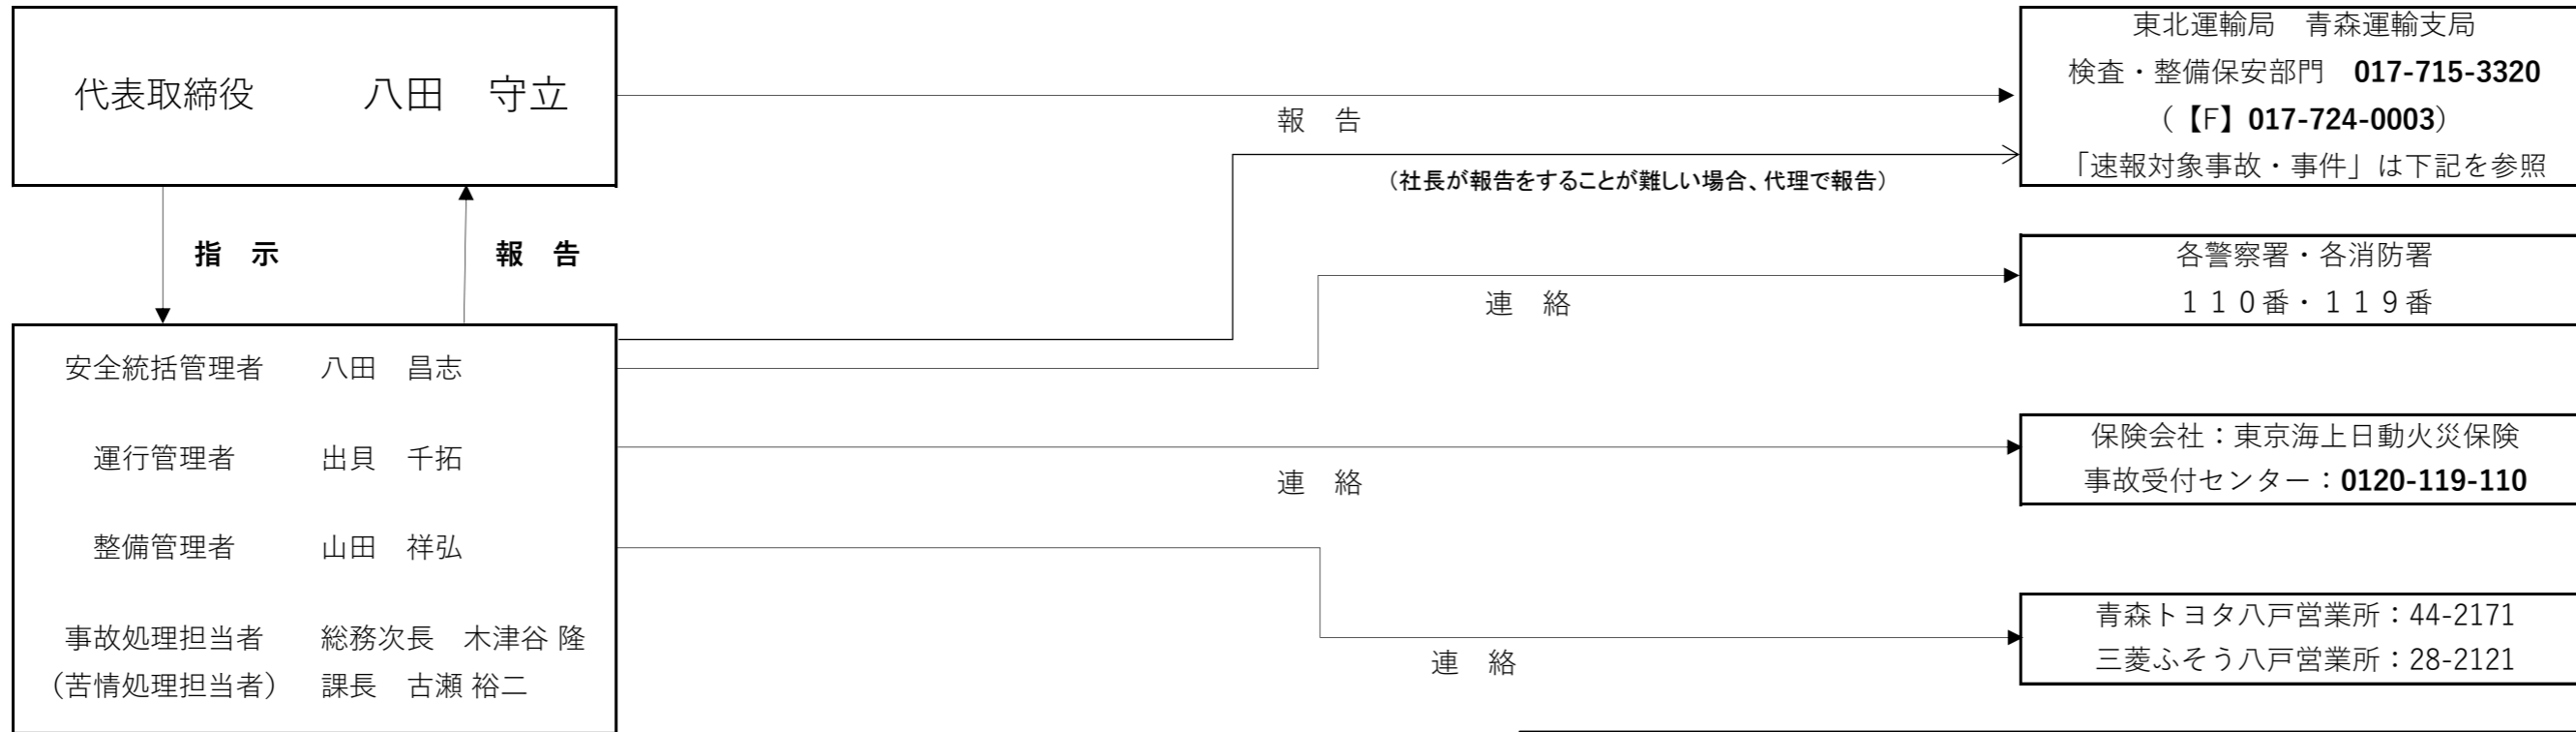 代表取締役　八田　守立
報　告
（社長が報告をすることが難しい場合、代理で報告）
東北運輸局　青森運輸支局
検査・整備保安部門　017-715-3320
（【F】017-724-0003）
「速報対象事故・事件」は下記を参照
指　示
報　告
連　絡
各警察署・各消防署
１１０番・１１９番
安全統括管理者　八田　昌志
運行管理者　出貝　千拓
整備管理者　山田　祥弘
事故処理担当者　総務次長　木津谷 隆
（苦情処理担当者）　課長　古瀬 裕二
連　絡
保険会社：東京海上日動火災保険
事故受付センター：0120-119-110
連　絡
青森トヨタ八戸営業所：44-2171
三菱ふそう八戸営業所：28-2121